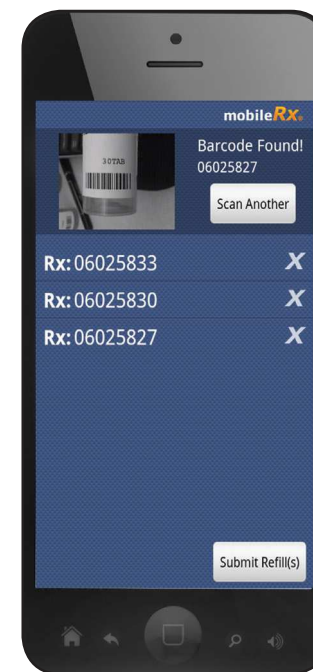 mobileRx
Barcode Found!
06025827
Scan Another
30TAB
Rx: 06025833 X
Rx: 06025830 X
Rx: 06025827 X
Submit Refill(s)